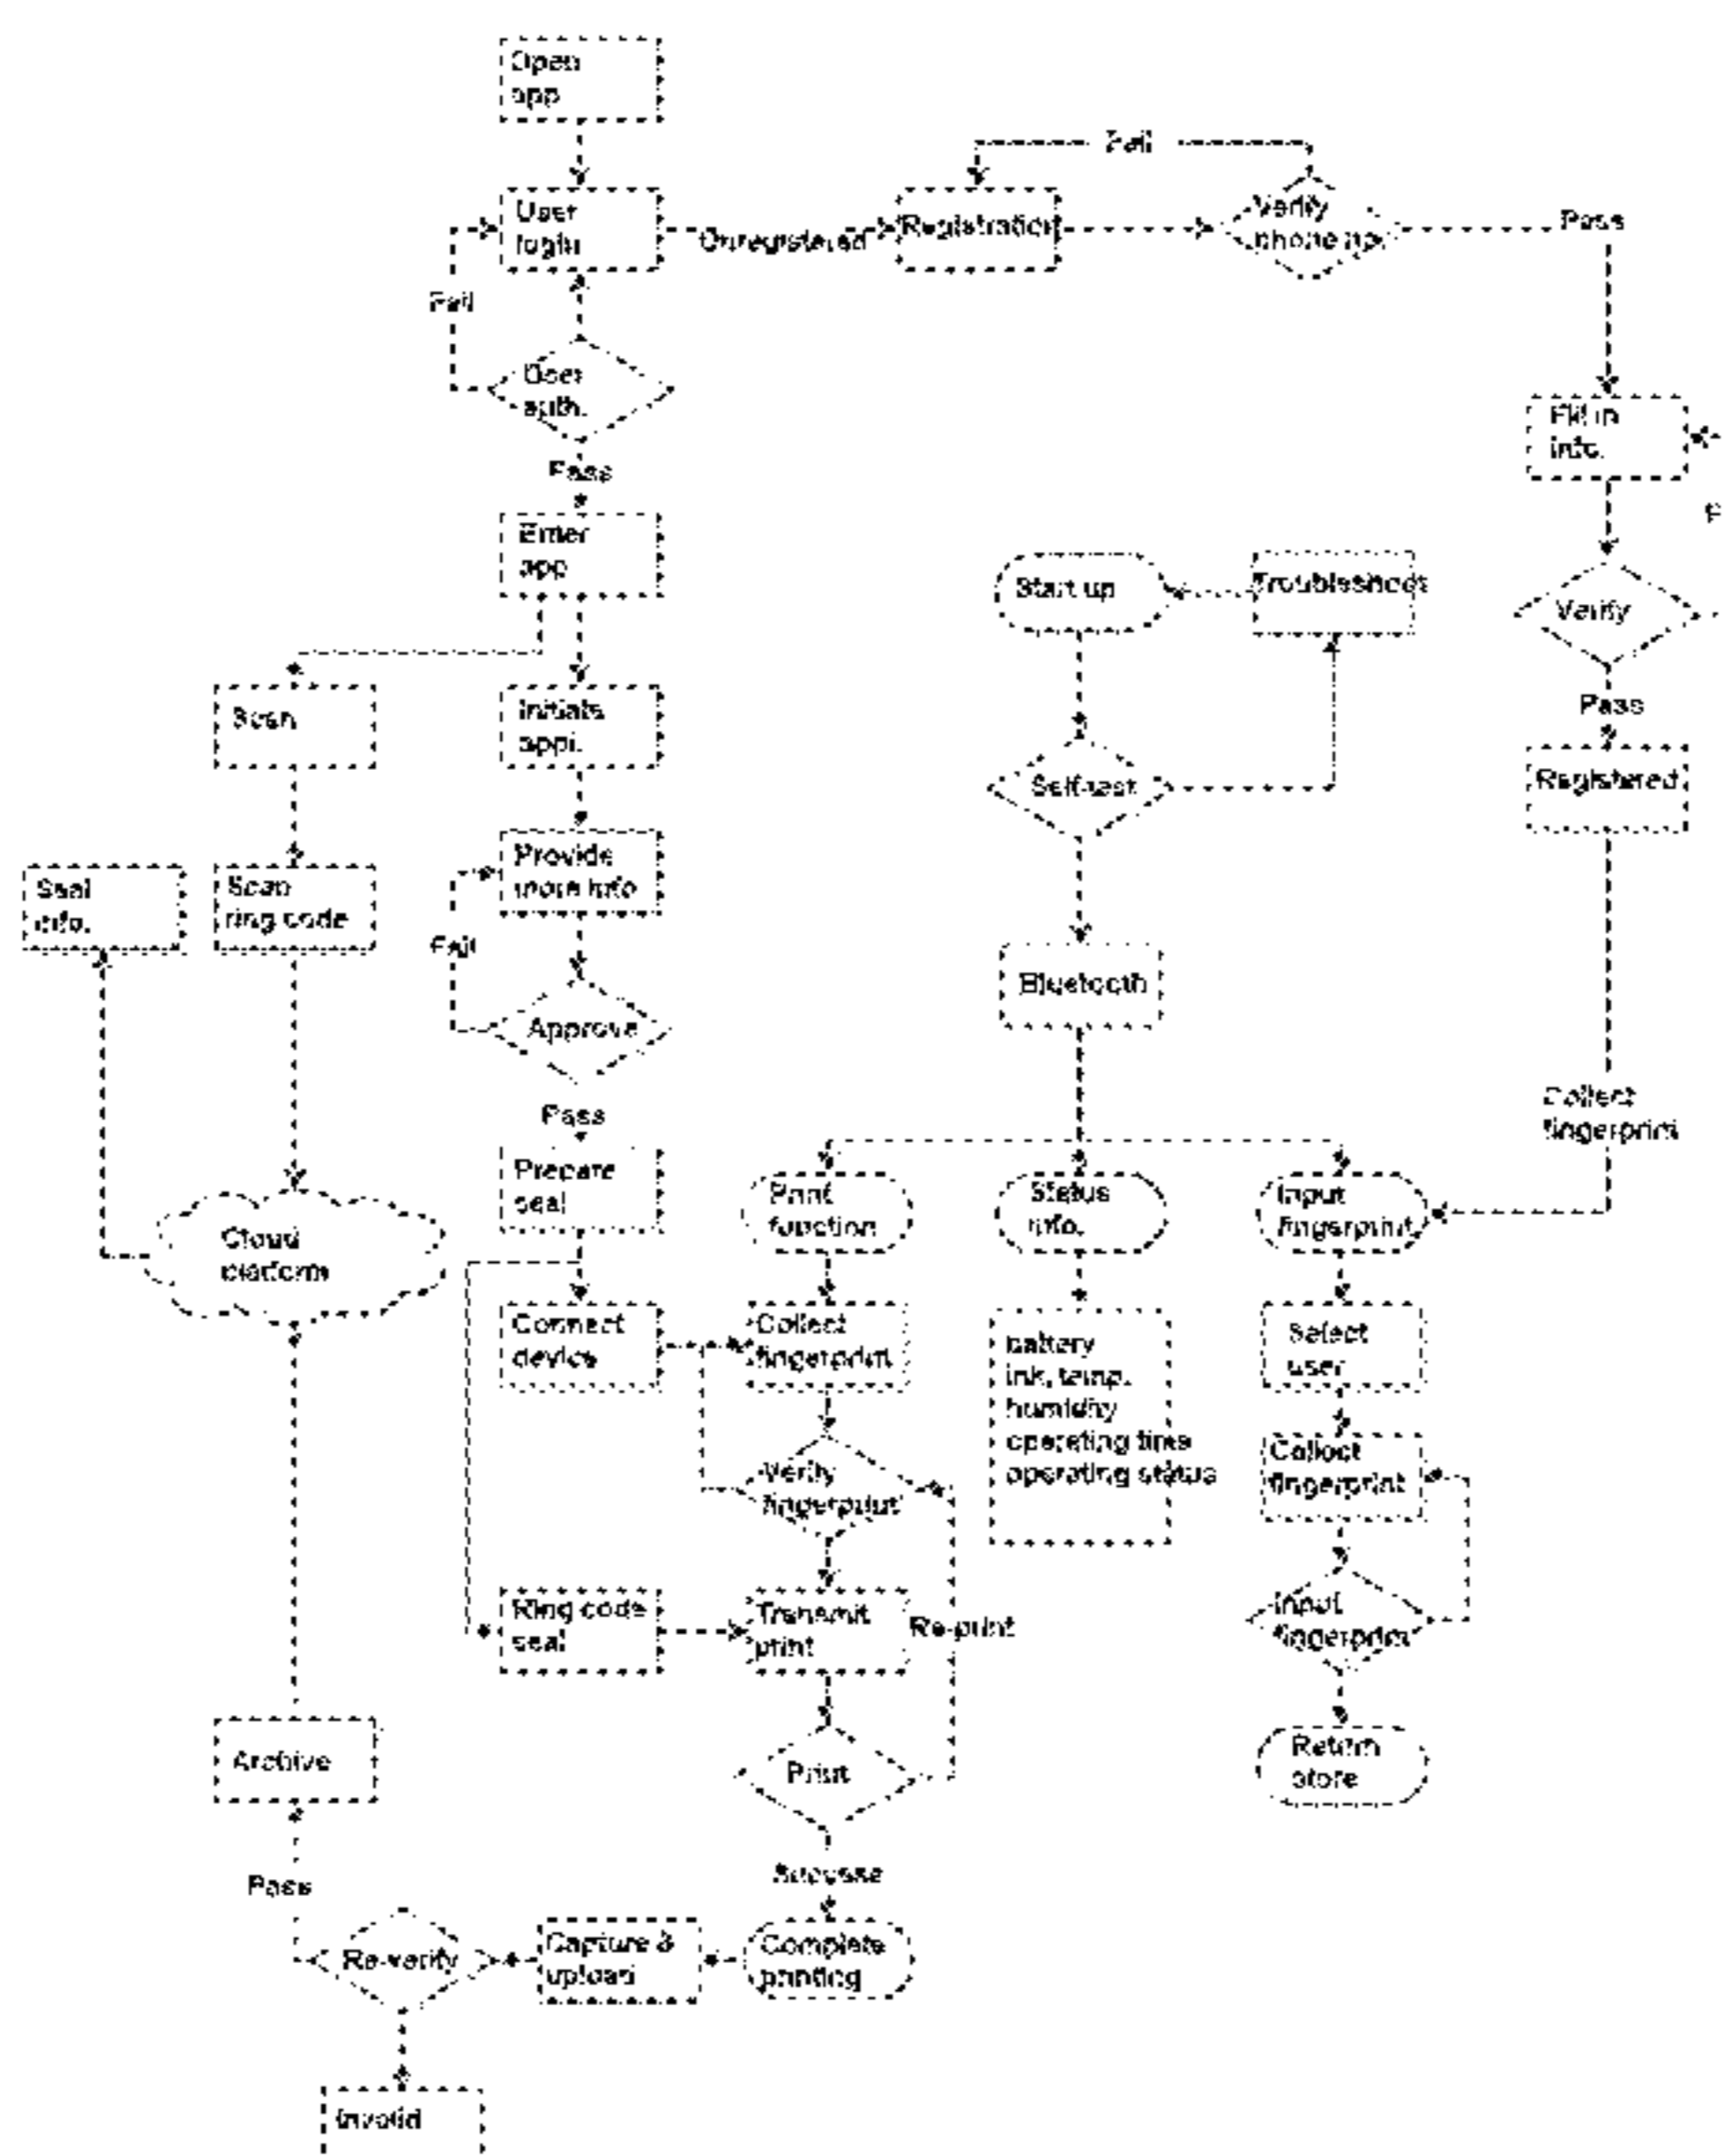 Open
app
Fail
User
login
Unregistered
Registration
Verify
phone no.
Pass
Fail
User
auth.
Pass
Fill in
info.
Enter
app
Start up
Troubleshoot
Verify
Pass
Scan
Initiate
appl.
Self-test
Registered
Provide
more info
Seal
info.
Scan
ring code
Fail
Bluetooth
Approve
Pass
Collect
fingerprint
Prepare
seal
Print
function
Status
info.
Input
fingerprint
Cloud
platform
Connect
device
Collect
fingerprint
battery
ink, temp.
humidity
operating time
operating status
Select
user
Collect
fingerprint
Verify
fingerprint
Ring code
seal
Transmit
print
Re-print
Input
fingerprint
Archive
Print
Return
store
Pass
Re-verify
Capture &
upload
Complete
printing
Invalid